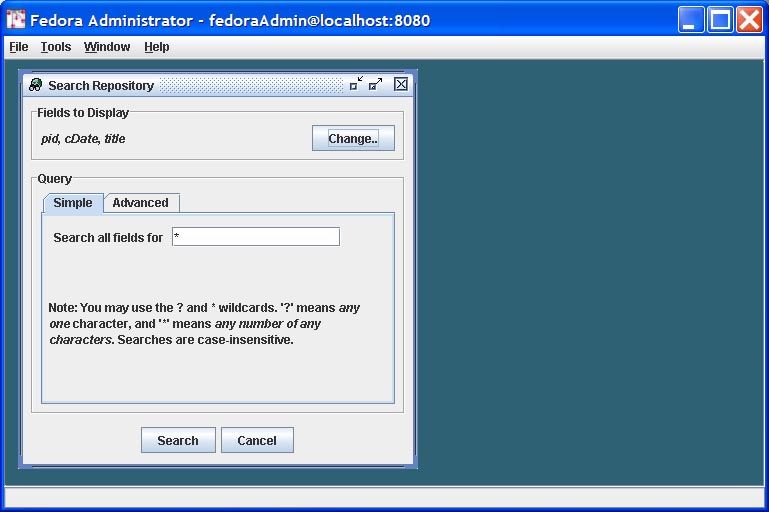 Fedora Administrator - fedoraAdmin@localhost:8080
File Tools Window Help
Search Repository
Fields to Display
pid, cDate, title
Change..
Query
Simple Advanced
Search all fields for *
Note: You may use the ? and * wildcards. '?' means any
one character, and '*' means any number of any
characters. Searches are case-insensitive.
Search Cancel